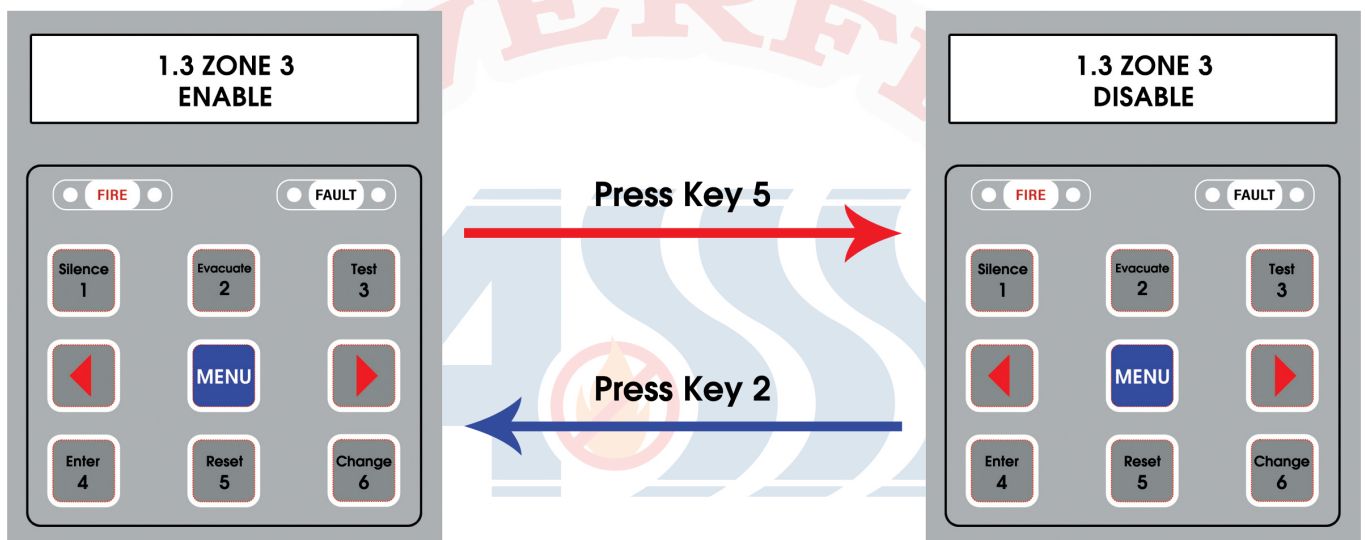 1.3 ZONE 3
ENABLE
FIRE
FAULT
Silence
1
Evacuate
2
Test
3
MENU
Enter
4
Reset
5
Change
6
Press Key 5
Press Key 2
1.3 ZONE 3
DISABLE
FIRE
FAULT
Silence
1
Evacuate
2
Test
3
MENU
Enter
4
Reset
5
Change
6